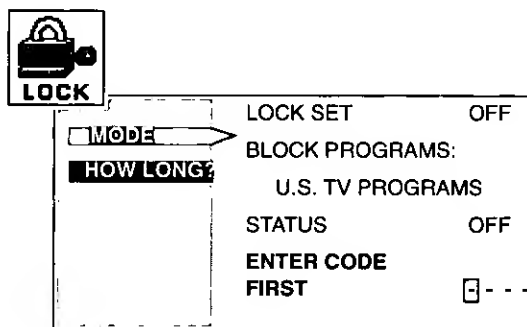 LOCK
MODE
HOW LONG?
LOCK SET OFF
BLOCK PROGRAMS:
U.S. TV PROGRAMS
STATUS OFF
ENTER CODE
FIRST - - - -